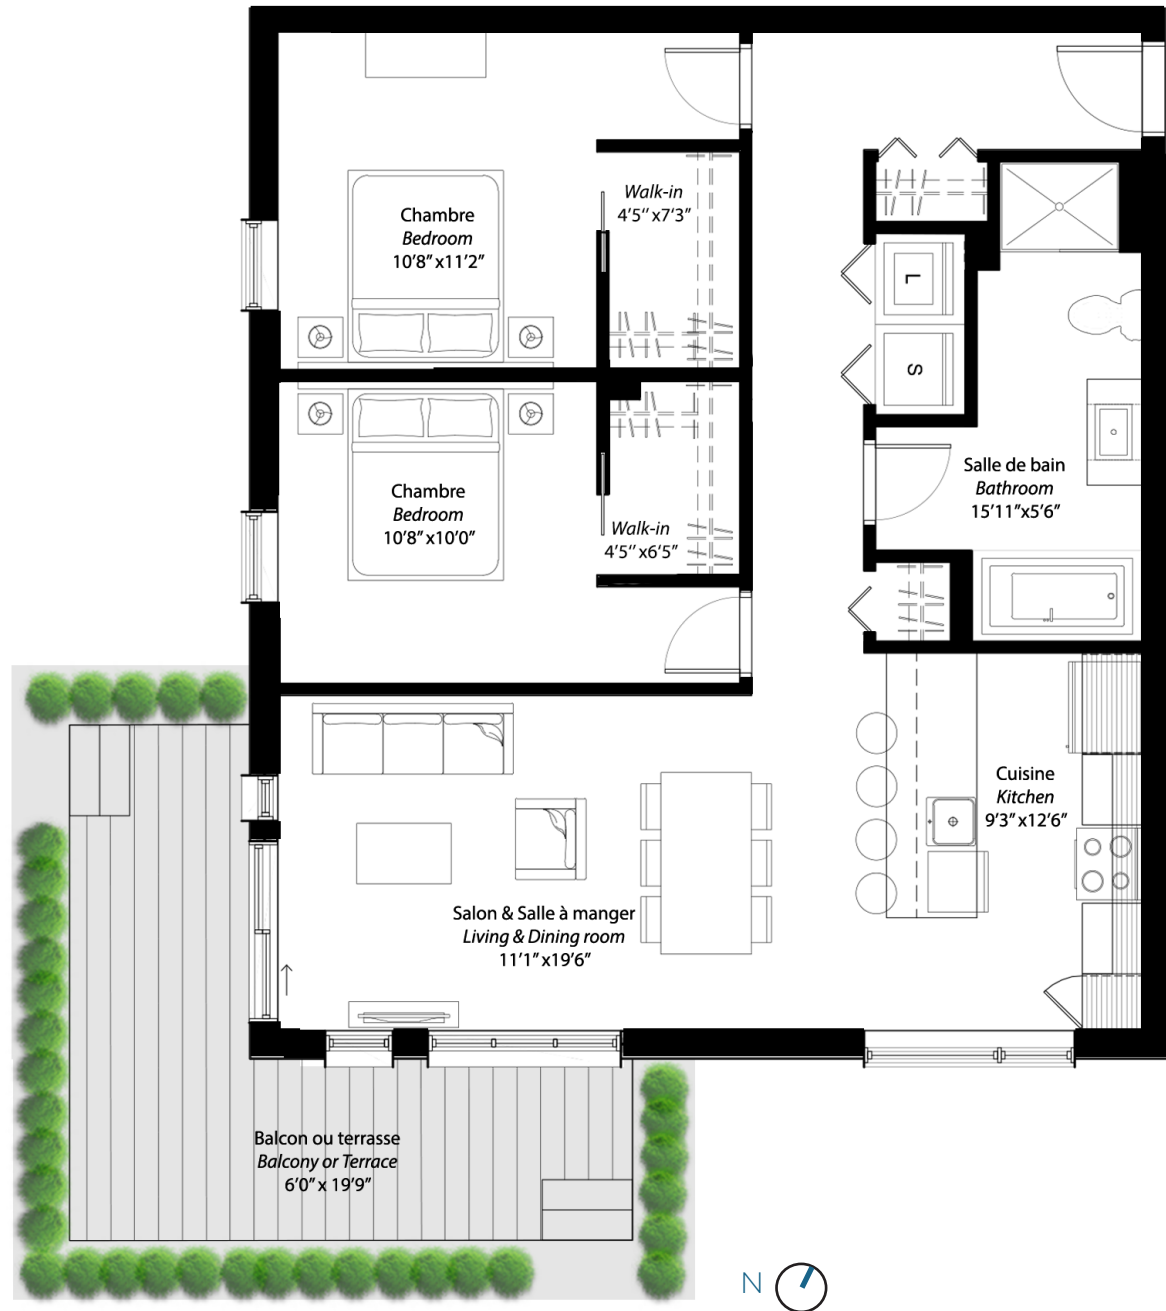 Walk-in
4'5'' x7'3"
Chambre
Bedroom
10'8" x11'2"
L
S
Chambre
Bedroom
10'8" x10'0"
Walk-in
4'5'' x6'5"
Salle de bain
Bathroom
15'11"x5'6"
Cuisine
Kitchen
9'3" x12'6"
Salon & Salle à manger
Living & Dining room
11'1" x19'6"
Balcon ou terrasse
Balcony or Terrace
6'0" x 19'9"
N